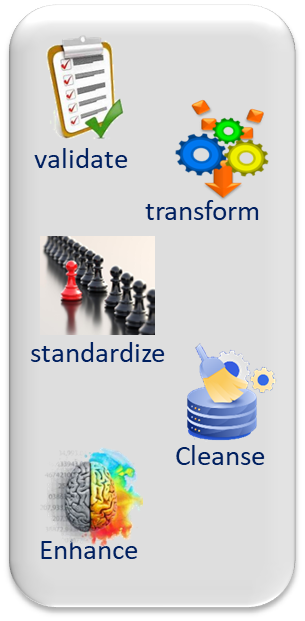 validate
transform
standardize
Cleanse
Enhance